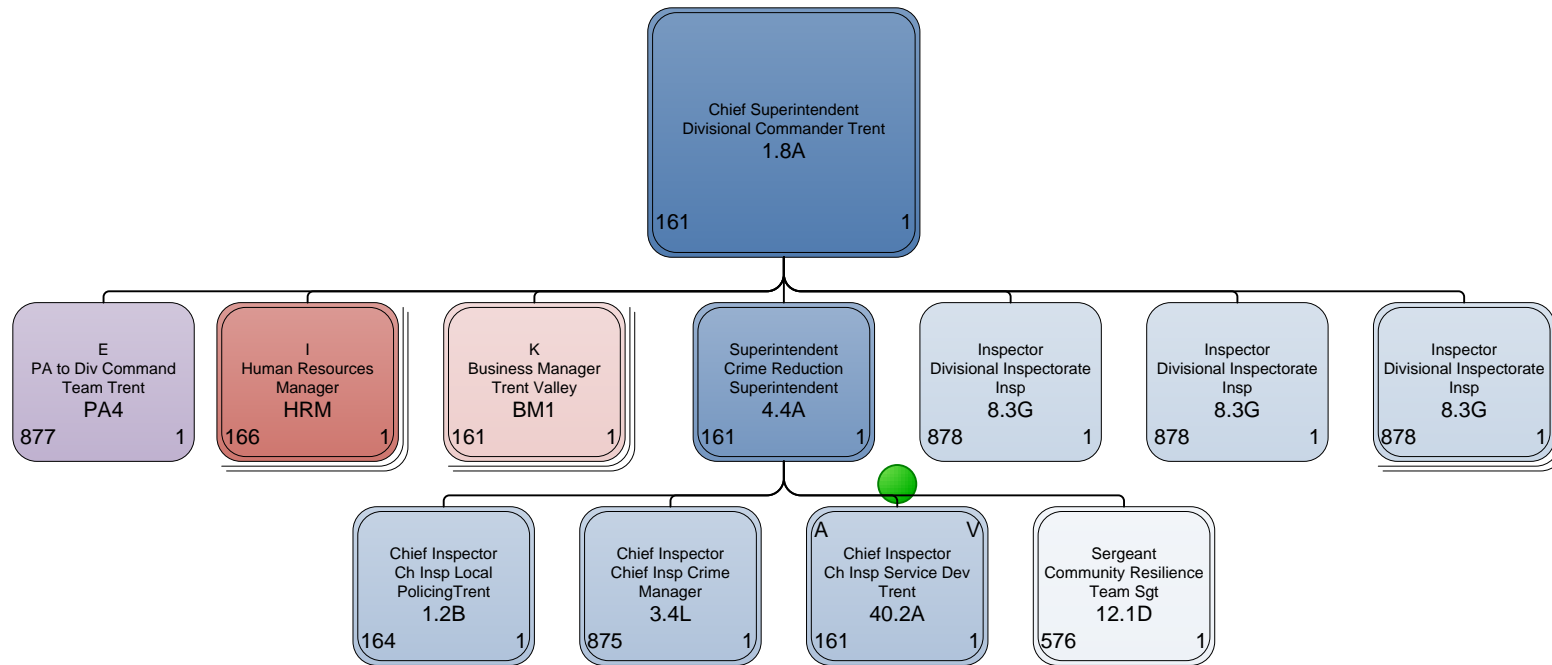 Chief Superintendent
Divisional Commander Trent
1.8A
161 1
E
PA to Div Command
Team Trent
PA4
877 1
I
Human Resources
Manager
HRM
166 1
K
Business Manager
Trent Valley
BM1
161 1
Superintendent
Crime Reduction
Superintendent
4.4A
161 1
Inspector
Divisional Inspectorate
Insp
8.3G
878 1
Inspector
Divisional Inspectorate
Insp
8.3G
878 1
Inspector
Divisional Inspectorate
Insp
8.3G
878 1
Chief Inspector
Ch Insp Local
PolicingTrent
1.2B
164 1
Chief Inspector
Chief Insp Crime
Manager
3.4L
875 1
A V
Chief Inspector
Ch Insp Service Dev
Trent
40.2A
161 1
Sergeant
Community Resilience
Team Sgt
12.1D
576 1